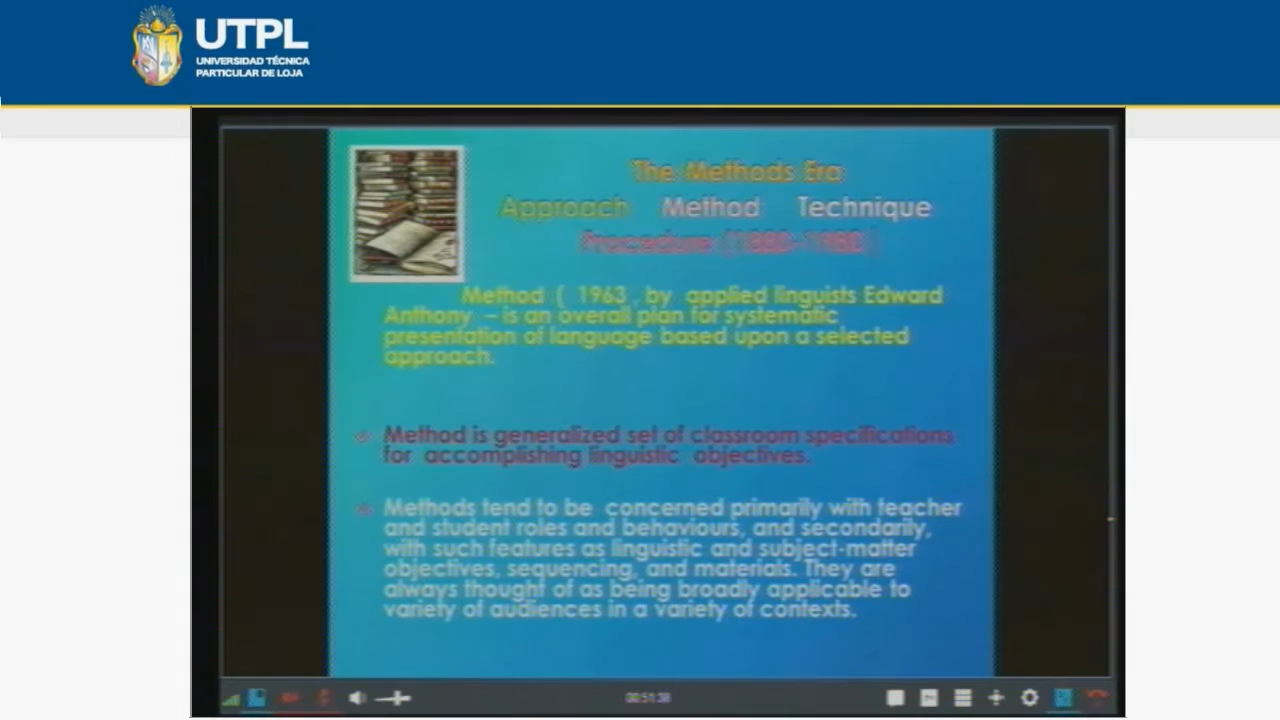 UTPL
UNIVERSIDAD TÉCNICA
PARTICULAR DE LOJA
The Methods Era
Approach Method Technique
Procedure (1880-1980)
Method ( 1963 , by applied linguists Edward
Anthony – is an overall plan for systematic
presentation of language based upon a selected
approach.
Method is generalized set of classroom specifications
for accomplishing linguistic objectives.
Methods tend to be concerned primarily with teacher
and student roles and behaviours, and secondarily,
with such features as linguistic and subject-matter
objectives, sequencing, and materials. They are
always thought of as being broadly applicable to
variety of audiences in a variety of contexts.
00:51:38